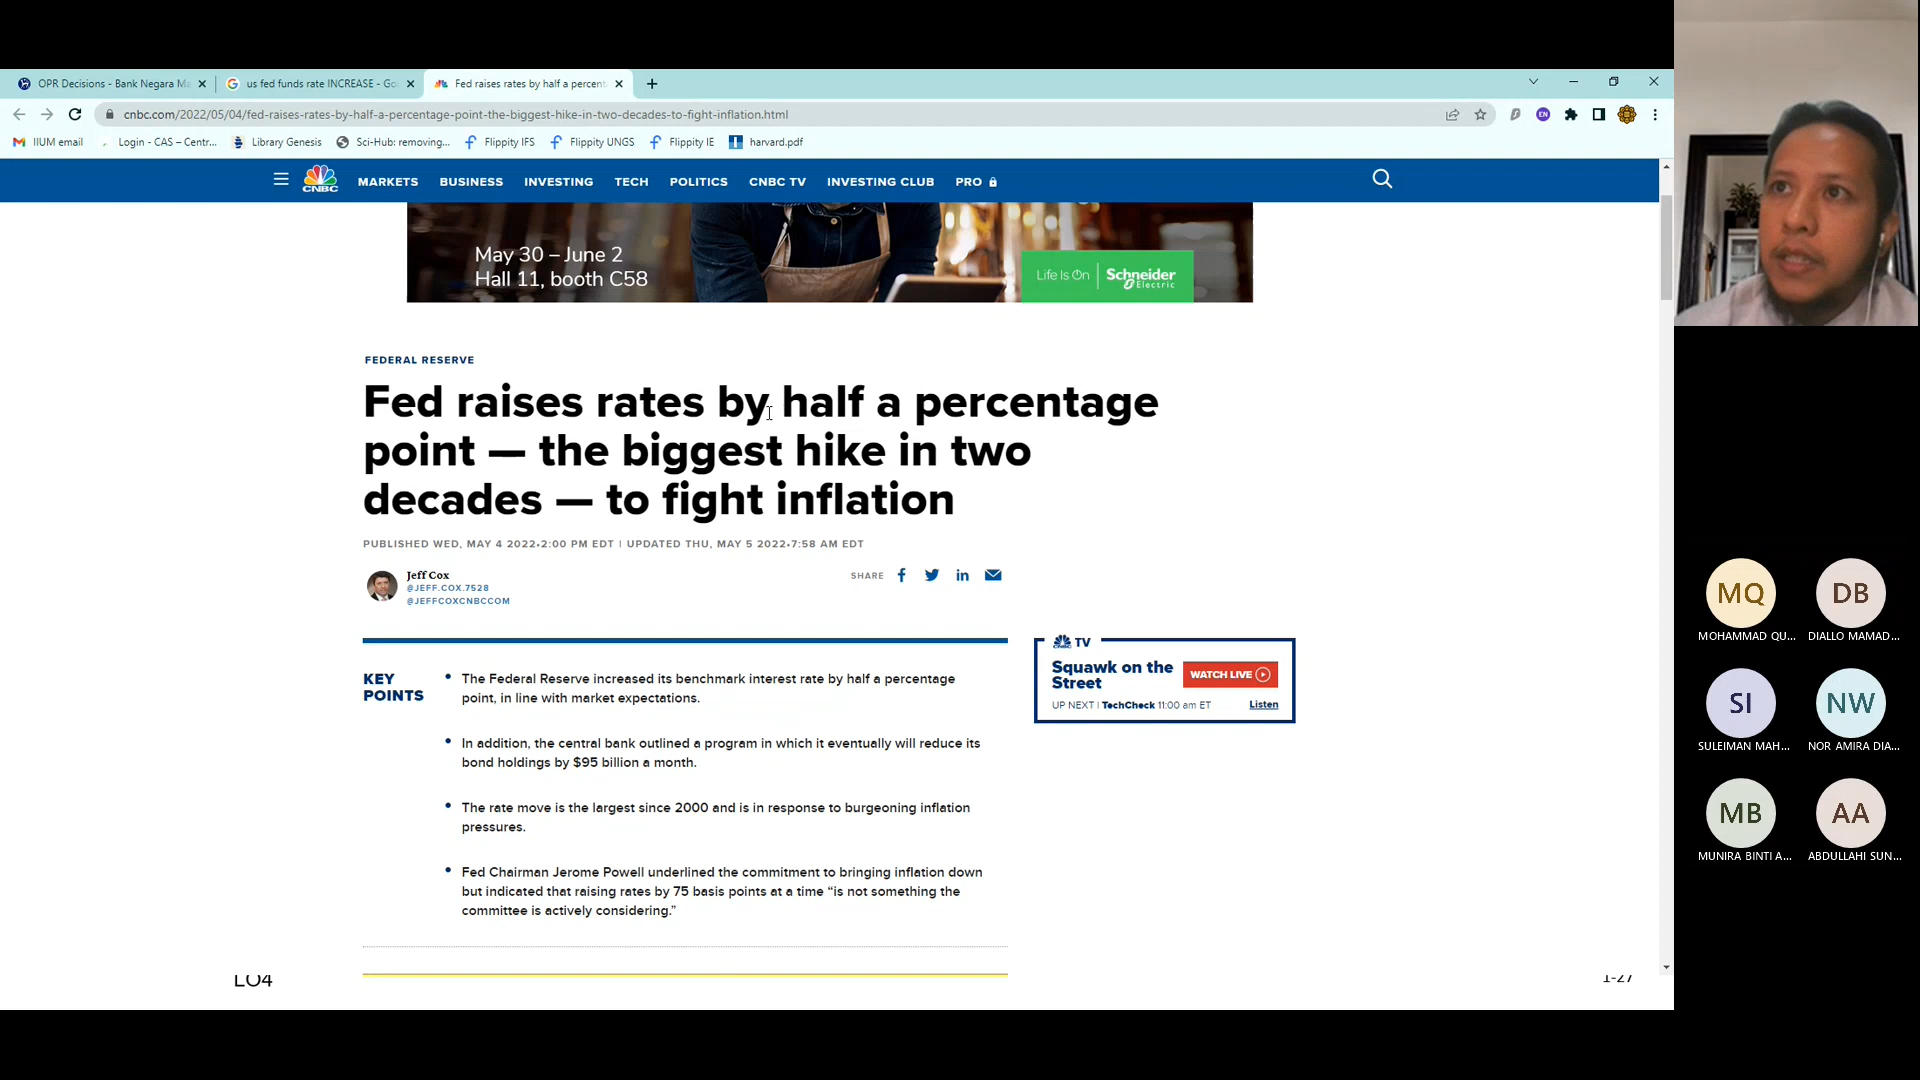 OPR Decisions - Bank Negara Ma
us fed funds rate INCREASE - Go
Fed raises rates by half a percent
cnbc.com/2022/05/04/fed-raises-rates-by-half-a-percentage-point-the-biggest-hike-in-two-decades-to-fight-inflation.html
EN
IIUM email
Login - CAS – Centr...
Library Genesis
Sci-Hub: removing...
Flippity IFS
Flippity UNGS
Flippity IE
harvard.pdf
CNBC
MARKETS
BUSINESS
INVESTING
TECH
POLITICS
CNBC TV
INVESTING CLUB
PRO
May 30 – June 2
Hall 11, booth C58
Life Is On | Schneider
Electric
FEDERAL RESERVE
Fed raises rates by half a percentage
point — the biggest hike in two
decades — to fight inflation
PUBLISHED WED, MAY 4 2022•2:00 PM EDT | UPDATED THU, MAY 5 2022•7:58 AM EDT
Jeff Cox
@JEFF.COX.7528
@JEFFCOXCNBCCOM
SHARE
KEY
POINTS
• The Federal Reserve increased its benchmark interest rate by half a percentage
point, in line with market expectations.
• In addition, the central bank outlined a program in which it eventually will reduce its
bond holdings by $95 billion a month.
• The rate move is the largest since 2000 and is in response to burgeoning inflation
pressures.
• Fed Chairman Jerome Powell underlined the commitment to bringing inflation down
but indicated that raising rates by 75 basis points at a time “is not something the
committee is actively considering.”
CNBC TV
Squawk on the
Street
WATCH LIVE
UP NEXT | TechCheck 11:00 am ET
Listen
LO4
1-27
MQ
MOHAMMAD QU...
DB
DIALLO MAMAD...
SI
SULEIMAN MAH...
NW
NOR AMIRA DIA...
MB
MUNIRA BINTI A...
AA
ABDULLAHI SUN...